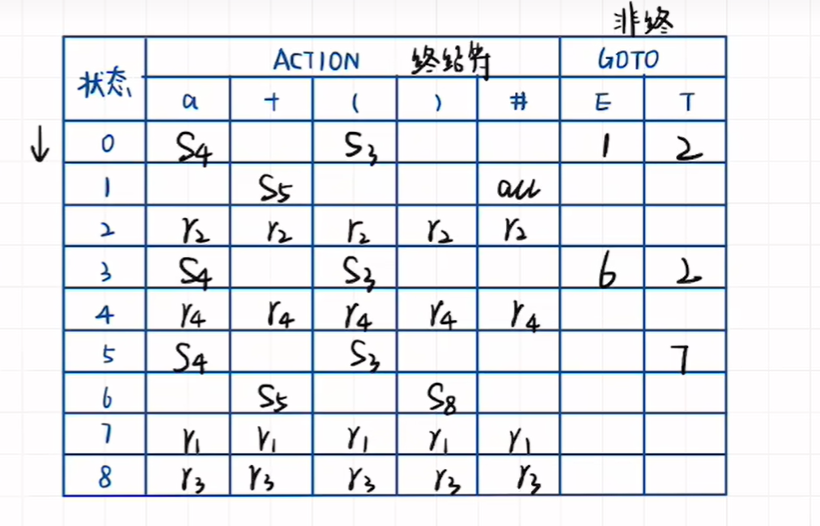 非终
状态 ACTION 终结符 GOTO
a + ( ) # E T
↓ 0 S4 S3 1 2
1 S5 acc
2 r2 r2 r2 r2 r2
3 S4 S3 6 2
4 r4 r4 r4 r4 r4
5 S4 S3 7
6 S5 S8
7 r1 r1 r1 r1 r1
8 r3 r3 r3 r3 r3